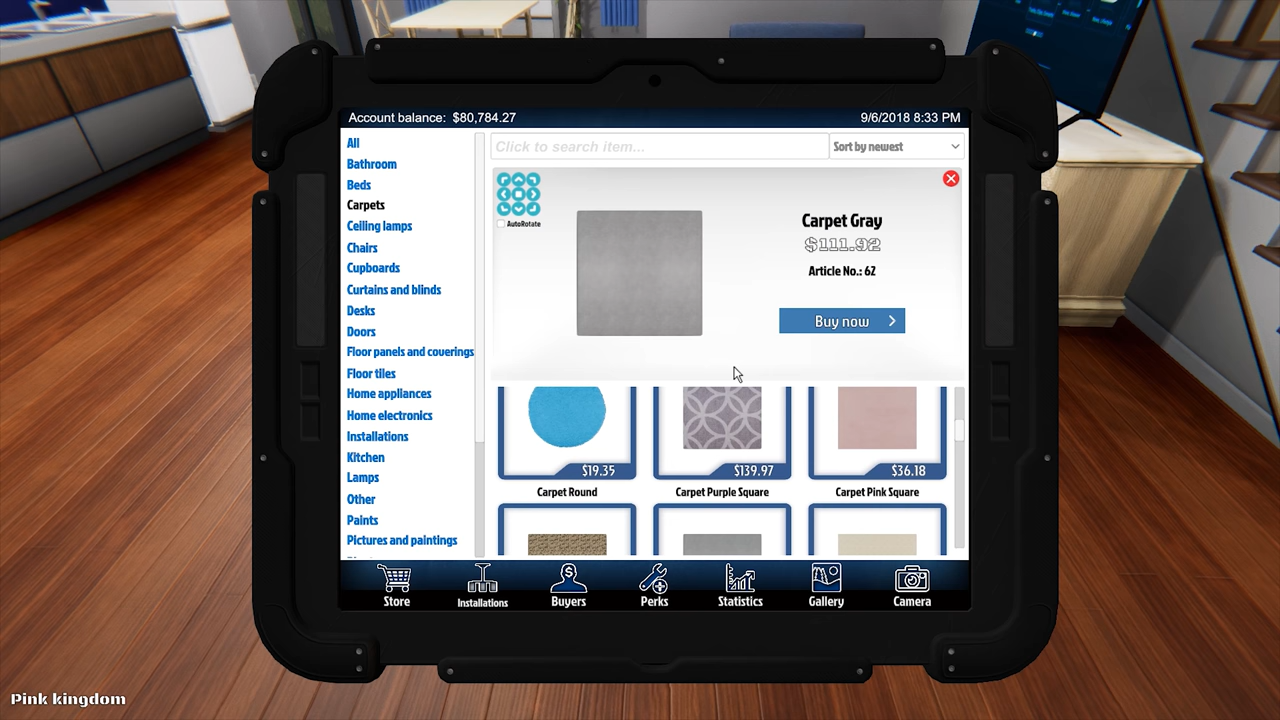 Account balance: $80,784.27
9/6/2018 8:33 PM
All
Bathroom
Beds
Carpets
Ceiling lamps
Chairs
Cupboards
Curtains and blinds
Desks
Doors
Floor panels and coverings
Floor tiles
Home appliances
Home electronics
Installations
Kitchen
Lamps
Other
Paints
Pictures and paintings
Click to search item...
Sort by newest
AutoRotate
Carpet Gray
$111.92
Article No.: 62
Buy now
$19.35
$139.97
$36.18
Carpet Round
Carpet Purple Square
Carpet Pink Square
Store
Installations
Buyers
Perks
Statistics
Gallery
Camera
Pink kingdom